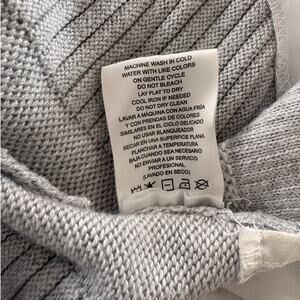 MACHINE WASH IN COLD
WATER WITH LIKE COLORS
ON GENTLE CYCLE
DO NOT BLEACH
LAY FLAT TO DRY
COOL IRON IF NEEDED
DO NOT DRY CLEAN
LAVAR A MÁQUINA CON AGUA FRÍA
Y CON PRENDAS DE COLORES
SIMILARES EN EL CICLO DELICADO
NO USAR BLANQUEADOR
SECAR EN UNA SUPERFICE PLANA
PLANCHAR A TEMPERATURA
BAJA CUANDO SEA NECESARIO
NO ENVIAR A UN SERVICIO
PROFESIONAL
(LAVADO EN SECO)